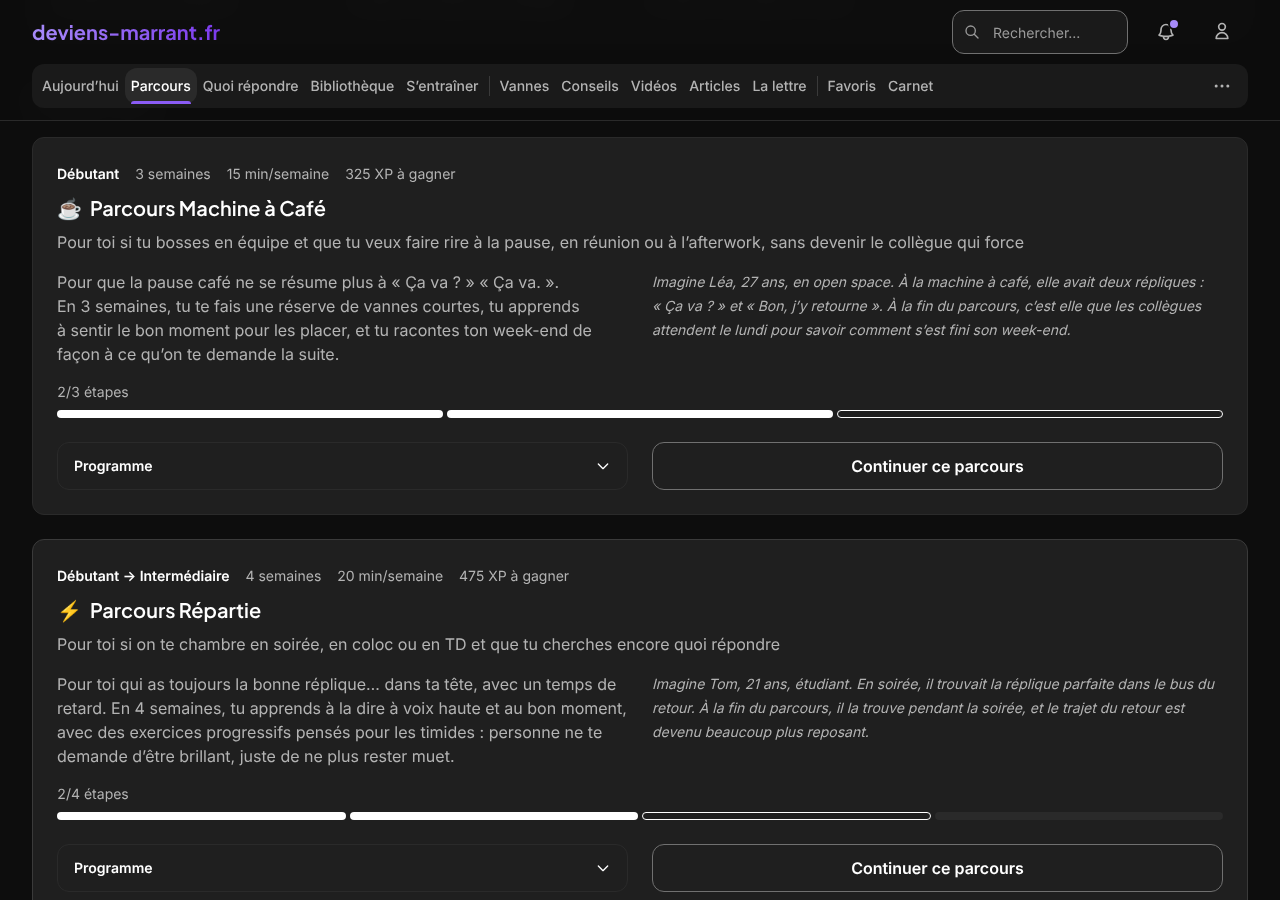 deviens-marrant.fr
Rechercher...
Aujourd’hui Parcours Quoi répondre Bibliothèque S’entraîner Vannes Conseils Vidéos Articles La lettre Favoris Carnet
Débutant 3 semaines 15 min/semaine 325 XP à gagner
☕ Parcours Machine à Café
Pour toi si tu bosses en équipe et que tu veux faire rire à la pause, en réunion ou à l’afterwork, sans devenir le collègue qui force
Pour que la pause café ne se résume plus à « Ça va ? » « Ça va. ».
En 3 semaines, tu te fais une réserve de vannes courtes, tu apprends
à sentir le bon moment pour les placer, et tu racontes ton week-end de
façon à ce qu’on te demande la suite.
Imagine Léa, 27 ans, en open space. À la machine à café, elle avait deux répliques :
« Ça va ? » et « Bon, j’y retourne ». À la fin du parcours, c’est elle que les collègues
attendent le lundi pour savoir comment s’est fini son week-end.
2/3 étapes
Programme
Continuer ce parcours
Débutant → Intermédiaire 4 semaines 20 min/semaine 475 XP à gagner
⚡ Parcours Répartie
Pour toi si on te chambre en soirée, en coloc ou en TD et que tu cherches encore quoi répondre
Pour toi qui as toujours la bonne réplique… dans ta tête, avec un temps de
retard. En 4 semaines, tu apprends à la dire à voix haute et au bon moment,
avec des exercices progressifs pensés pour les timides : personne ne te
demande d’être brillant, juste de ne plus rester muet.
Imagine Tom, 21 ans, étudiant. En soirée, il trouvait la réplique parfaite dans le bus du
retour. À la fin du parcours, il la trouve pendant la soirée, et le trajet du retour est
devenu beaucoup plus reposant.
2/4 étapes
Programme
Continuer ce parcours